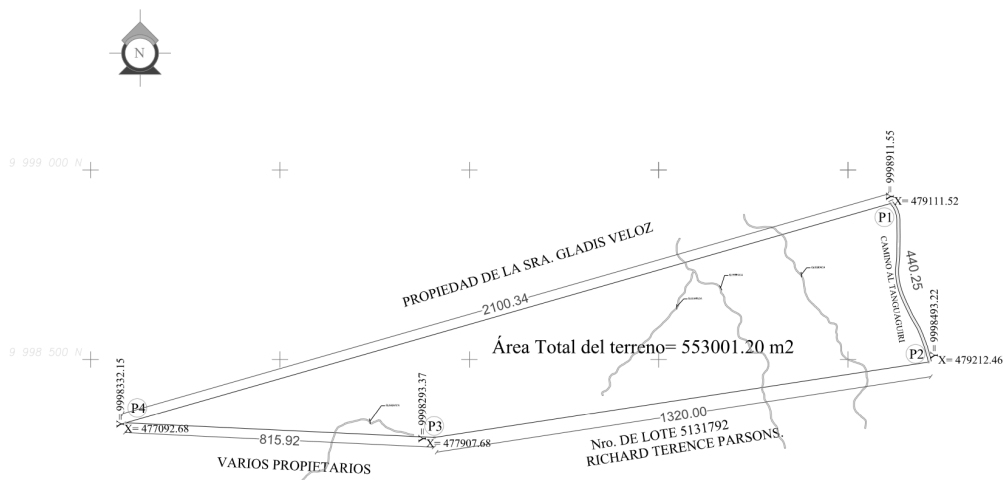 N
9 999 000 N
Y= 9998911.55
X= 479111.52
P1
PROPIEDAD DE LA SRA. GLADIS VELOZ
2100.34
CAMINO AL TANGUAGUIRI
440.25
Área Total del terreno= 553001.20 m2
9 998 500 N
Y= 9998493.22
P2
X= 479212.46
Y= 9998332.15
P4
X= 477092.68
Y= 9998293.37
P3
X= 477907.68
815.92
1320.00
VARIOS PROPIETARIOS
Nro. DE LOTE 5131792
RICHARD TERENCE PARSONS.